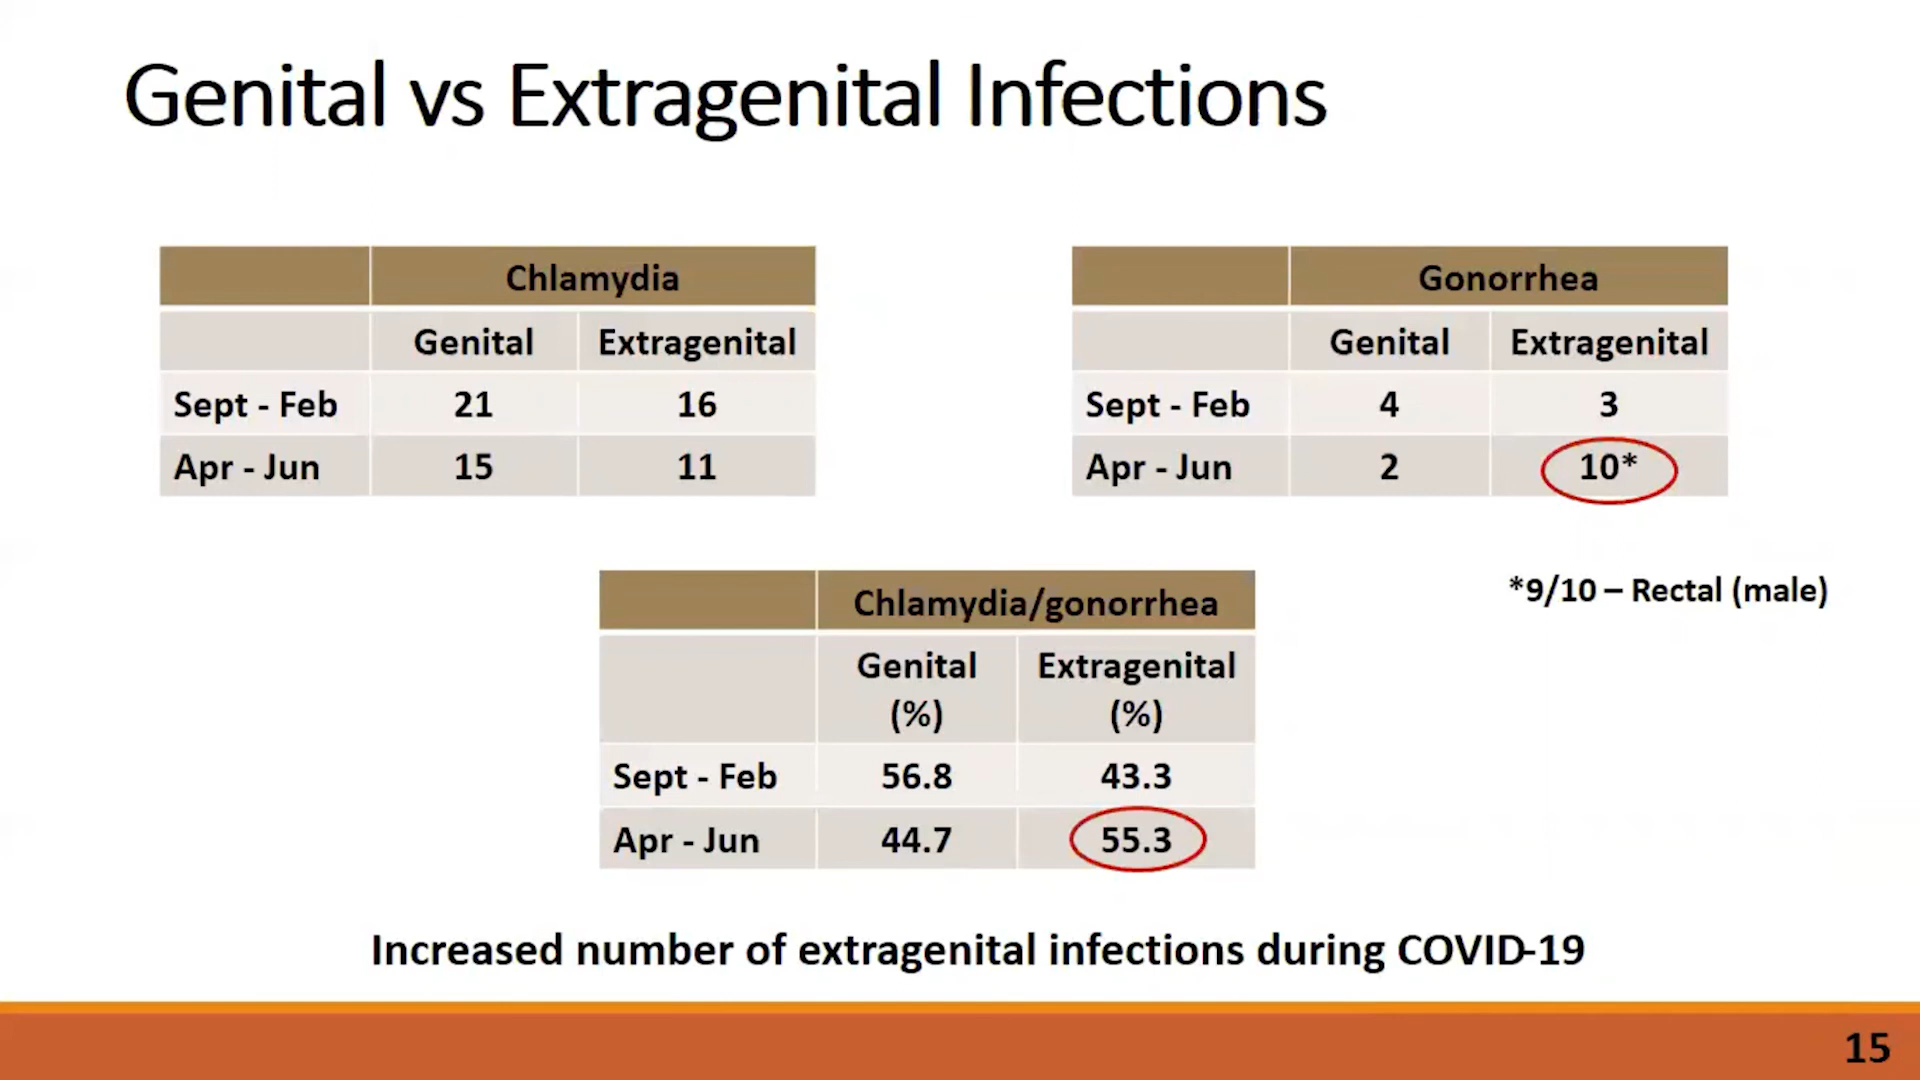 Genital vs Extragenital Infections
Chlamydia
Genital Extragenital
Sept - Feb 21 16
Apr - Jun 15 11
Gonorrhea
Genital Extragenital
Sept - Feb 4 3
Apr - Jun 2 10*
*9/10 – Rectal (male)
Chlamydia/gonorrhea
Genital Extragenital
(%) (%)
Sept - Feb 56.8 43.3
Apr - Jun 44.7 55.3
Increased number of extragenital infections during COVID-19
15